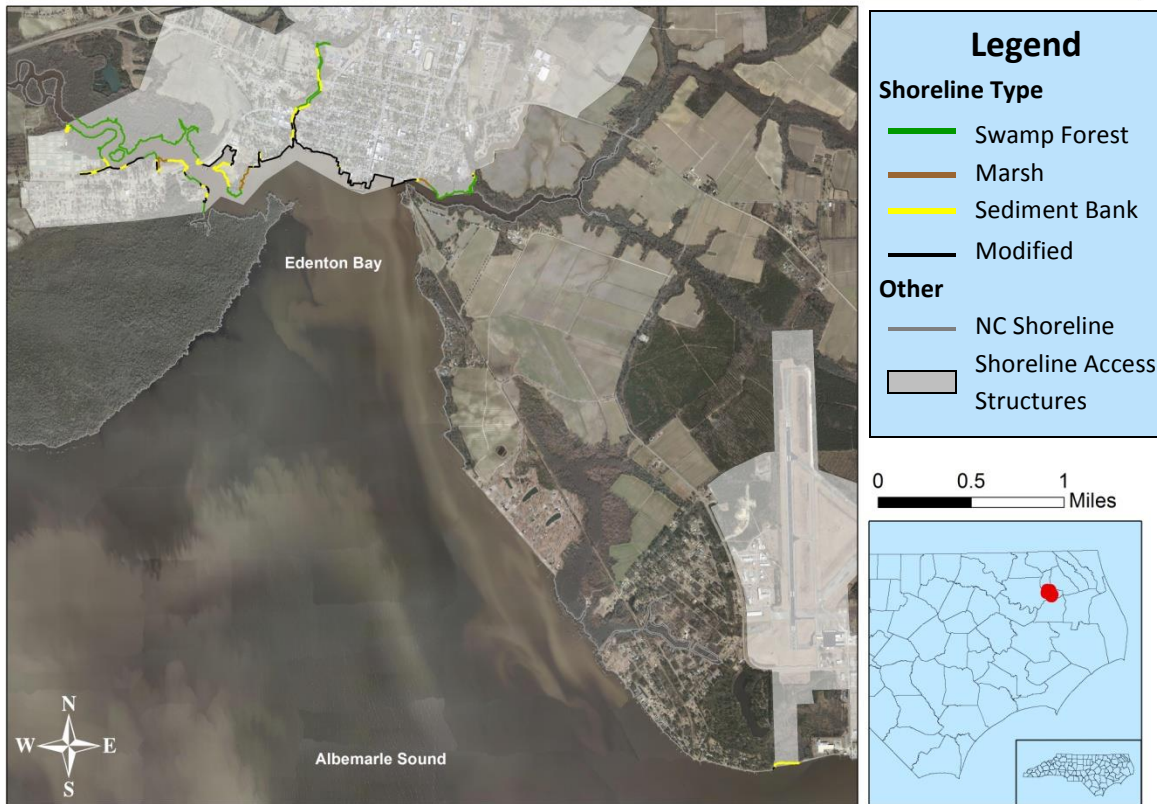 Edenton Bay
Albemarle Sound
N
W
E
S
Legend
Shoreline Type
Swamp Forest
Marsh
Sediment Bank
Modified
Other
NC Shoreline
Shoreline Access
Structures
0 0.5 1
Miles